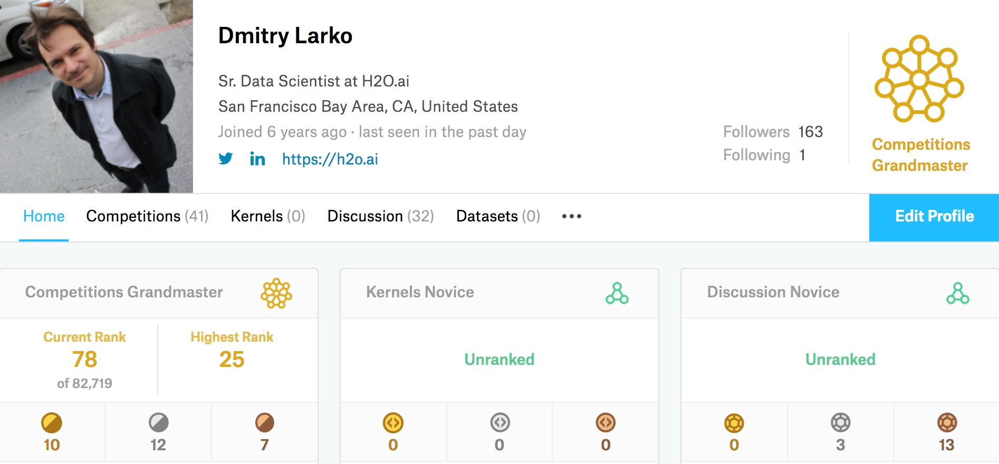 Dmitry Larko
Sr. Data Scientist at H2O.ai
San Francisco Bay Area, CA, United States
Joined 6 years ago · last seen in the past day
https://h2o.ai
Followers 163
Following 1
Competitions
Grandmaster
Home Competitions (41) Kernels (0) Discussion (32) Datasets (0) •••
Edit Profile
Competitions Grandmaster
Current Rank
78
of 82,719
Highest Rank
25
10 12 7
Kernels Novice
Unranked
0 0 0
Discussion Novice
Unranked
0 3 13